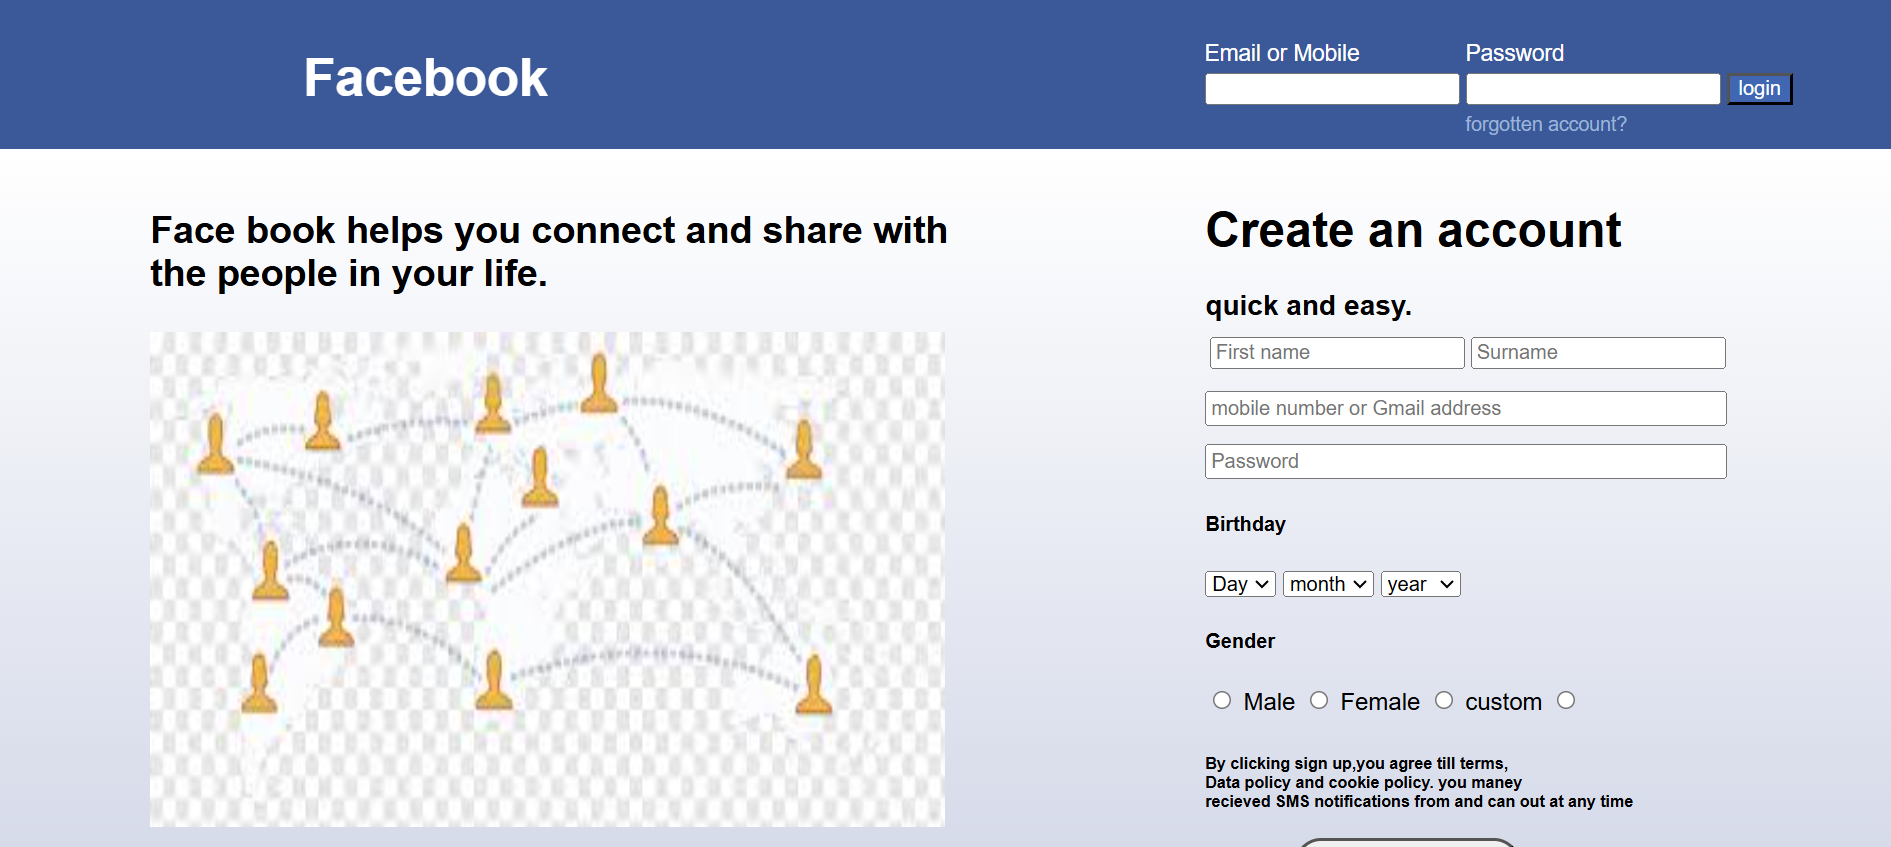 Facebook
Email or Mobile
Password
login
forgotten account?
Face book helps you connect and share with
the people in your life.
Create an account
quick and easy.
First name
Surname
mobile number or Gmail address
Password
Birthday
Day
month
year
Gender
Male
Female
custom
By clicking sign up,you agree till terms,
Data policy and cookie policy. you maney
recieved SMS notifications from and can out at any time